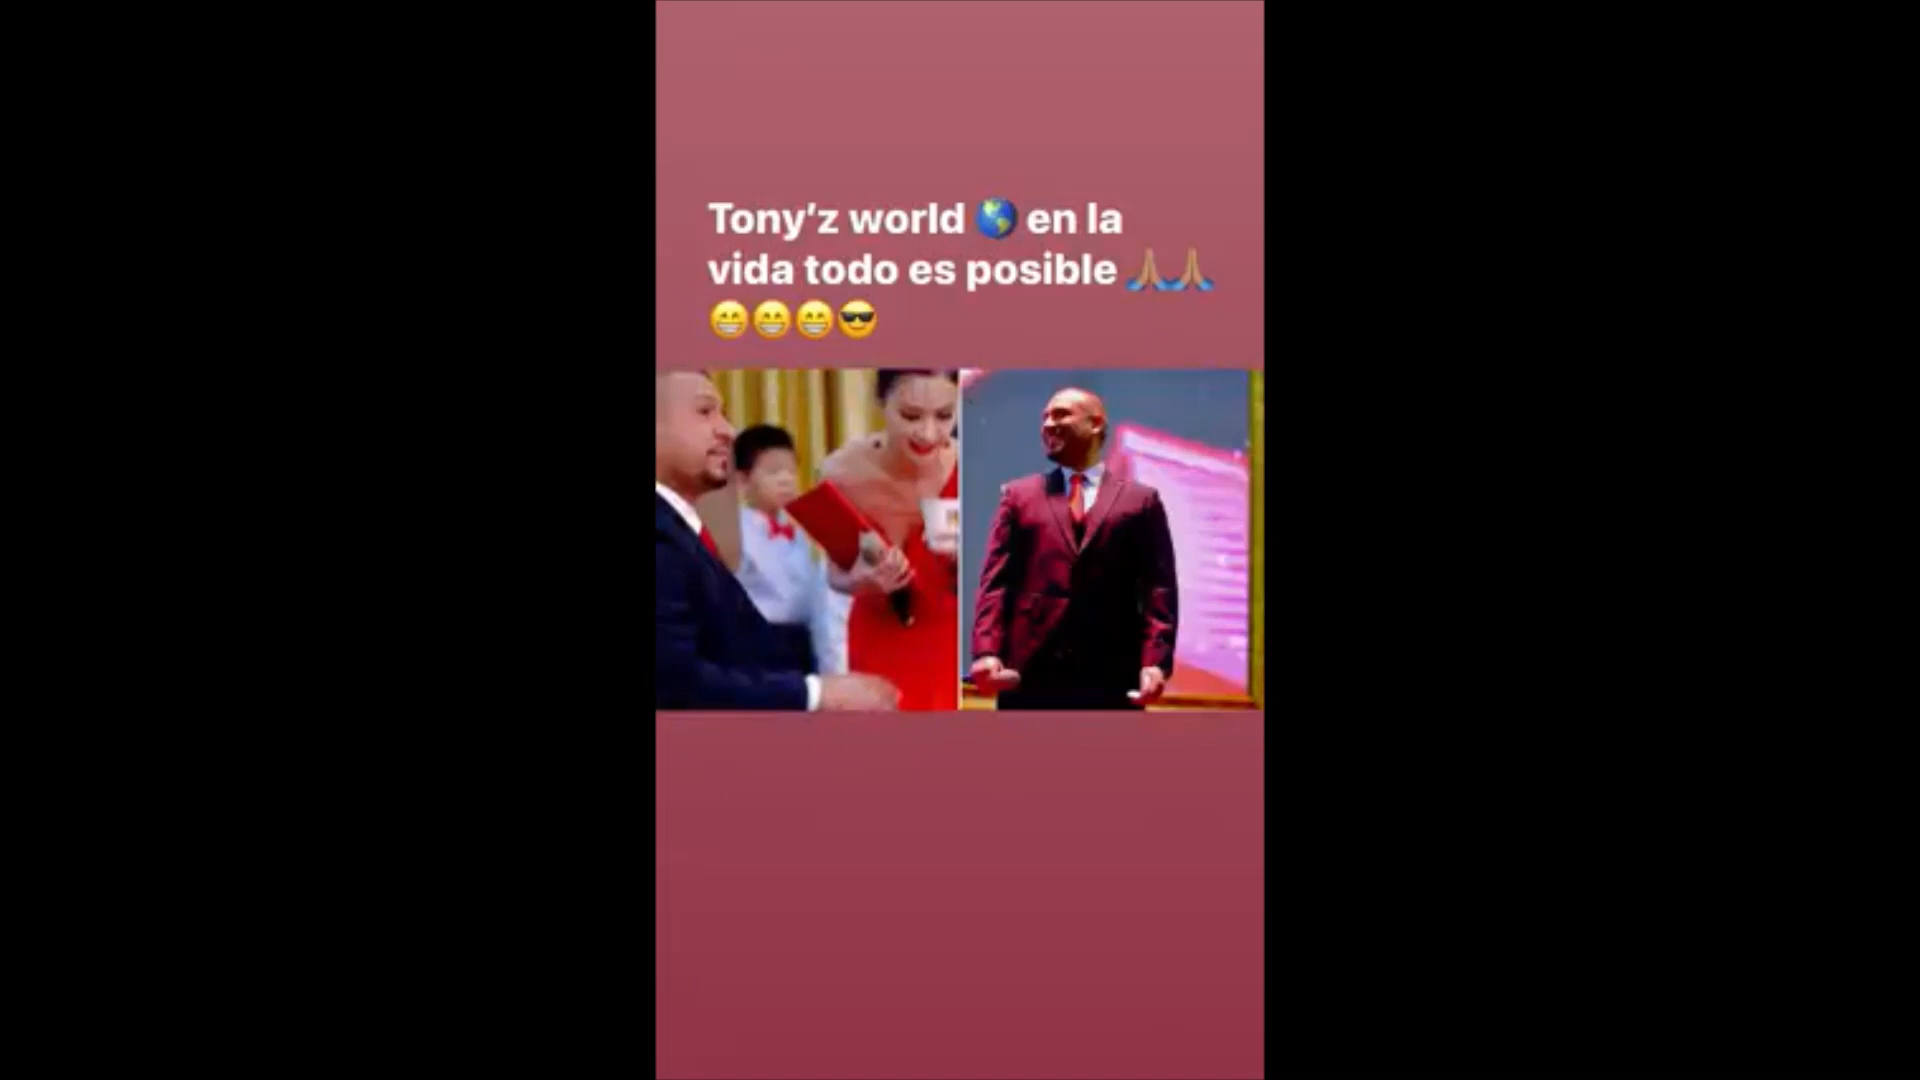 Tony’z world 🌎 en la
vida todo es posible 🙏🏽🙏🏽
😁😁😁😎